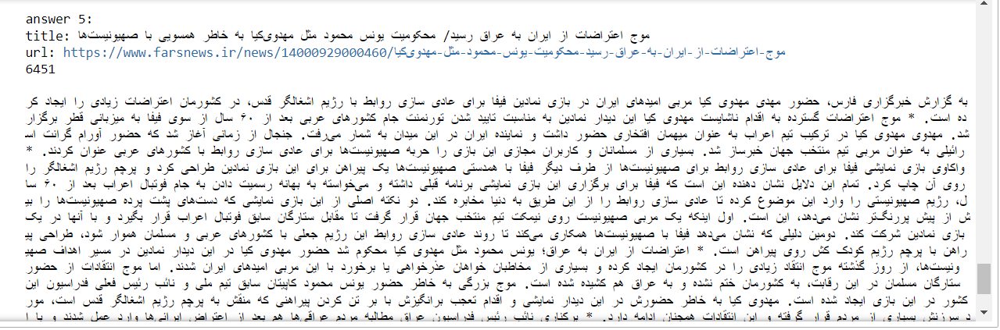 answer 5:
title: موج اعتراضات از ایران به عراق رسید/ محکومیت یونس محمود مثل مهدوی‌کیا به خاطر همسویی با صهیونیست‌ها
url: https://www.farsnews.ir/news/14000929000460/موج-اعتراضات-از-ایران-به-عراق-رسید-محکومیت-یونس-محمود-مثل-مهدوی‌کیا
6451
به گزارش خبرگزاری فارس، حضور مهدی مهدوی کیا مربی امیدهای ایران در بازی نمادین فیفا برای عادی سازی روابط با رژیم اشغالگر قدس، در کشورمان اعتراضات زیادی را ایجاد کر
ده است. * موج اعتراضات گسترده به اقدام ناشایست مهدوی کیا این دیدار نمادین به مناسبت تایید شدن تورنمنت جام کشورهای عربی بعد از ۶۰ سال از سوی فیفا به میزبانی قطر برگزار
شد. مهدوی مهدوی کیا در ترکیب تیم اعراب به عنوان میهمان افتخاری حضور داشت و نماینده ایران در این میدان به شمار می‌رفت. جنجال از زمانی آغاز شد که حضور آورام گرانت اس
رائیلی به عنوان مربی تیم منتخب جهان خبرساز شد. بسیاری از مسلمانان و کاربران مجازی این بازی را حربه صهیونیست‌ها برای عادی سازی روابط با کشورهای عربی عنوان کردند. *
واکاوی بازی نمایشی فیفا برای عادی سازی روابط برای صهیونیست‌ها از طرف دیگر فیفا با همدستی صهیونیست‌ها یک پیراهن برای این بازی نمادین طراحی کرد و پرچم رژیم اشغالگر را
روی آن چاپ کرد. تمام این دلایل نشان دهنده این است که فیفا برای برگزاری این بازی نمایشی برنامه قبلی داشته و می‌خواسته به بهانه رسمیت دادن به جام فوتبال اعراب بعد از ۶۰ سا
ل، رژیم صهیونیستی را وارد این موضوع کرده تا عادی سازی روابط را از این طریق به دنیا مخابره کند. دو نکته اصلی از این بازی نمایشی که دست‌های پشت پرده صهیونیست‌ها را بی
ش از پیش پررنگ‌تر نشان می‌دهد، این است. اول اینکه یک مربی صهیونیست روی نیمکت تیم منتخب جهان قرار گرفت تا مقابل ستارگان سابق فوتبال اعراب قرار بگیرد و با آنها در یک
بازی نمادین شرکت کند. دومین دلیلی که نشان می‌دهد فیفا با صهیونیست‌ها همکاری می‌کند تا روند عادی سازی روابط این رژیم جعلی با کشورهای عربی و مسلمان هموار شود، طراحی پی
راهن با پرچم رژیم کودک کش روی پیراهن است. * اعتراضات از ایران به عراق؛ یونس محمود مثل مهدوی کیا محکوم شد حضور مهدوی کیا در این دیدار نمادین در مسیر اهداف صهی
ونیست‌ها، از روز گذشته موج انتقاد زیادی را در کشورمان ایجاد کرده و بسیاری از مخاطبان خواهان عذرخواهی یا برخورد با این مربی امیدهای ایران شدند. اما موج انتقادات از حضور
ستارگان مسلمان در این رقابت، به کشورمان ختم نشده و به عراق هم کشیده شده است. موج بزرگی به خاطر حضور یونس محمود کاپیتان سابق تیم ملی و نائب رئیس فعلی فدراسیون این
کشور در این بازی ایجاد شده است. مهدوی کیا به خاطر حضورش در این دیدار نمایشی و اقدام تعجب برانگیزش با بر تن کردن پیراهنی که منقش به پرچم رژیم اشغالگر قدس است، مور
د سرزنش بسیاری از مردم قرار گرفته و این انتقادات همچنان ادامه دارد. * برکناری نائب رئیس فدراسیون عراق مطالبه مردم عراقی‌ها هم بعد از اعتراض ایرانی‌ها وارد عمل شدند و با ا